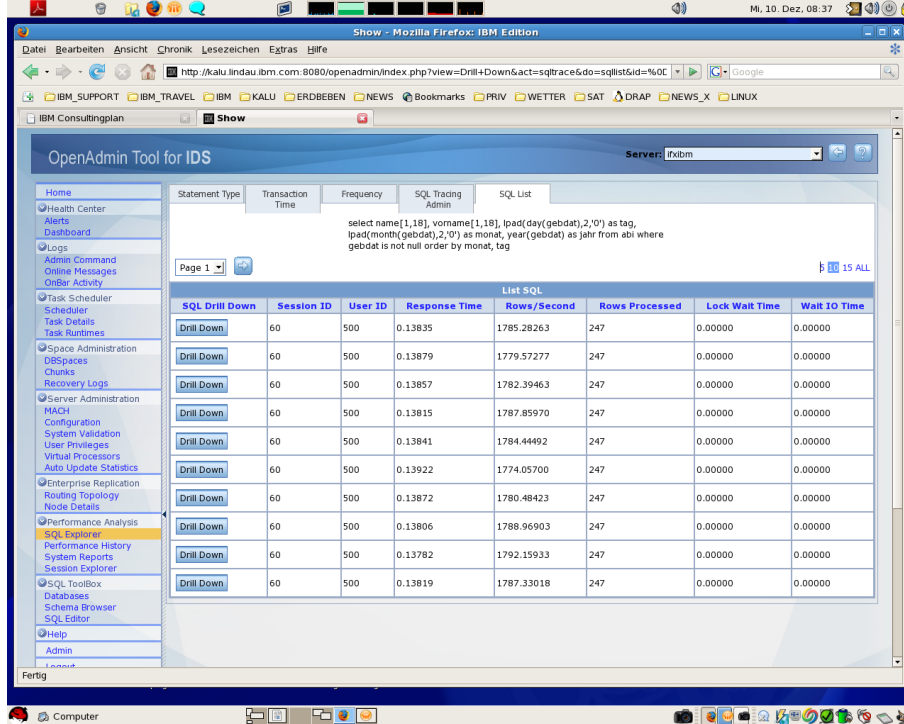 Mi, 10. Dez, 08:37
Show - Mozilla Firefox: IBM Edition
Datei Bearbeiten Ansicht Chronik Lesezeichen Extras Hilfe
http://kalu.lindau.ibm.com:8080/openadmin/index.php?view=Drill+Down&act=sqltrace&do=sqllist&id=%0D
Google
IBM_SUPPORT IBM_TRAVEL IBM KALU ERDBEBEN NEWS Bookmarks PRIV WETTER SAT DRAP NEWS_X LINUX
IBM Consultingplan Show
OpenAdmin Tool for IDS
Server: ifxibm
Home
Health Center
Alerts
Dashboard
Logs
Admin Command
Online Messages
OnBar Activity
Task Scheduler
Scheduler
Task Details
Task Runtimes
Space Administration
DBSpaces
Chunks
Recovery Logs
Server Administration
MACH
Configuration
System Validation
User Privileges
Virtual Processors
Auto Update Statistics
Enterprise Replication
Routing Topology
Node Details
Performance Analysis
SQL Explorer
Performance History
System Reports
Session Explorer
SQL ToolBox
Databases
Schema Browser
SQL Editor
Help
Admin
Logout
Statement Type Transaction Time Frequency SQL Tracing Admin SQL List
select name[1,18], vorname[1,18], lpad(day(gebdat),2,'0') as tag,
lpad(month(gebdat),2,'0') as monat, year(gebdat) as jahr from abi where
gebdat is not null order by monat, tag
Page 1
5 10 15 ALL
List SQL
SQL Drill Down Session ID User ID Response Time Rows/Second Rows Processed Lock Wait Time Wait IO Time
Drill Down 60 500 0.13835 1785.28263 247 0.00000 0.00000
Drill Down 60 500 0.13879 1779.57277 247 0.00000 0.00000
Drill Down 60 500 0.13857 1782.39463 247 0.00000 0.00000
Drill Down 60 500 0.13815 1787.85970 247 0.00000 0.00000
Drill Down 60 500 0.13841 1784.44492 247 0.00000 0.00000
Drill Down 60 500 0.13922 1774.05700 247 0.00000 0.00000
Drill Down 60 500 0.13872 1780.48423 247 0.00000 0.00000
Drill Down 60 500 0.13806 1788.96903 247 0.00000 0.00000
Drill Down 60 500 0.13782 1792.15933 247 0.00000 0.00000
Drill Down 60 500 0.13819 1787.33018 247 0.00000 0.00000
Fertig
Computer